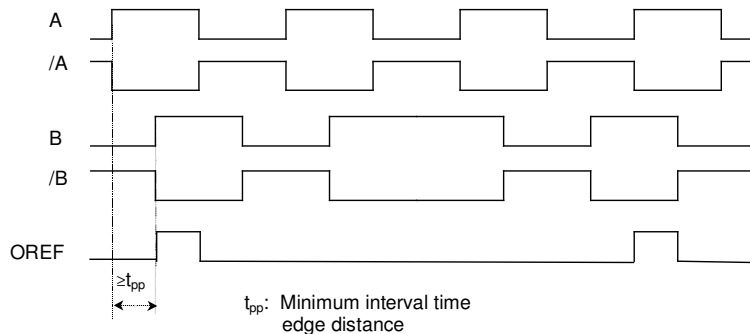 A
/A
B
/B
OREF
≥tpp
tpp: Minimum interval time
edge distance